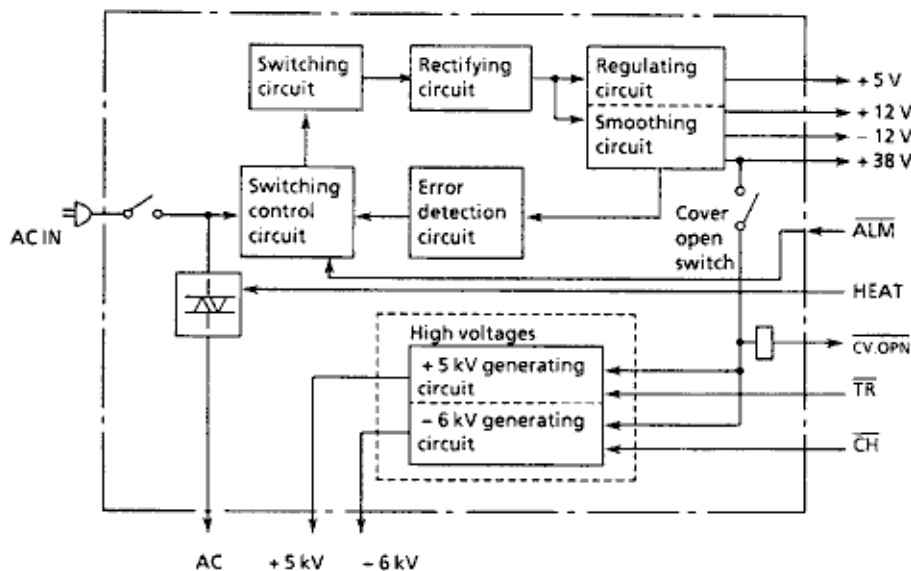 Switching
circuit
Rectifying
circuit
Regulating
circuit
Smoothing
circuit
+ 5 V
+ 12 V
− 12 V
+ 38 V
AC IN
Switching
control
circuit
Error
detection
circuit
Cover
open
switch
ALM
HEAT
CV.OPN
TR
CH
High voltages
+ 5 kV generating
circuit
− 6 kV generating
circuit
AC
+ 5 kV
− 6 kV